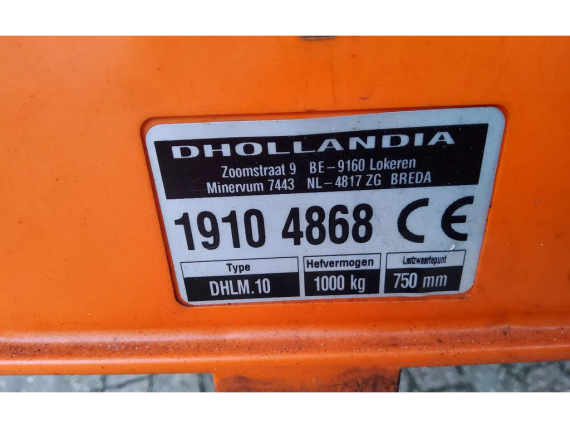 DHOLLANDIA
Zoomstraat 9 BE-9160 Lokeren
Minervum 7443 NL-4817 ZG BREDA
1910 4868 CE
Type Hefvermogen Lastzwaartepunt
DHLM.10 1000 kg 750 mm